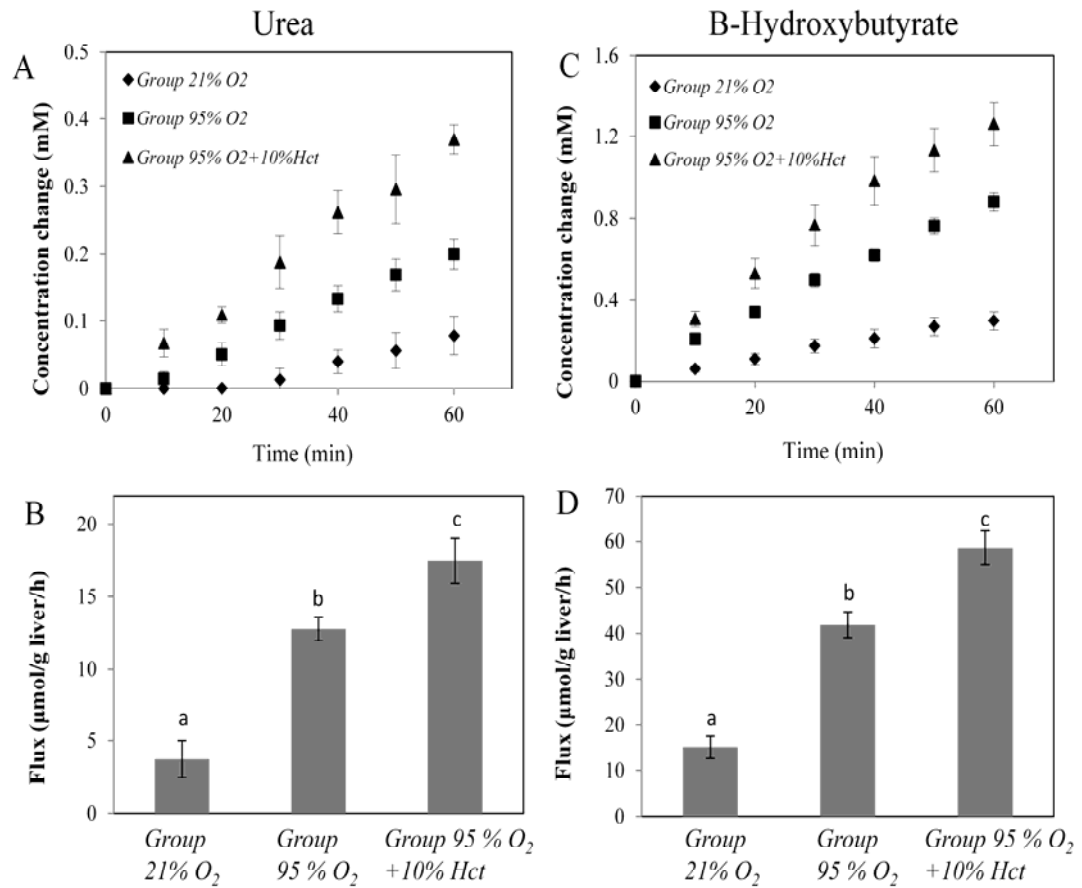 Urea
B-Hydroxybutyrate
A
Concentration change (mM)
0.5
0.4
0.3
0.2
0.1
0
Group 21% O2
Group 95% O2
Group 95% O2+10%Hct
0
20
40
60
Time (min)
C
Concentration change (mM)
1.6
1.2
0.8
0.4
0
Group 21% O2
Group 95% O2
Group 95% O2+10%Hct
0
20
40
60
Time (min)
B
Flux (μmol/g liver/h)
20
15
10
5
0
a
b
c
Group
21% O2
Group
95 % O2
Group 95 % O2
+10% Hct
D
Flux (μmol/g liver/h)
70
60
50
40
30
20
10
0
a
b
c
Group
21% O2
Group
95 % O2
Group 95 % O2
+10% Hct